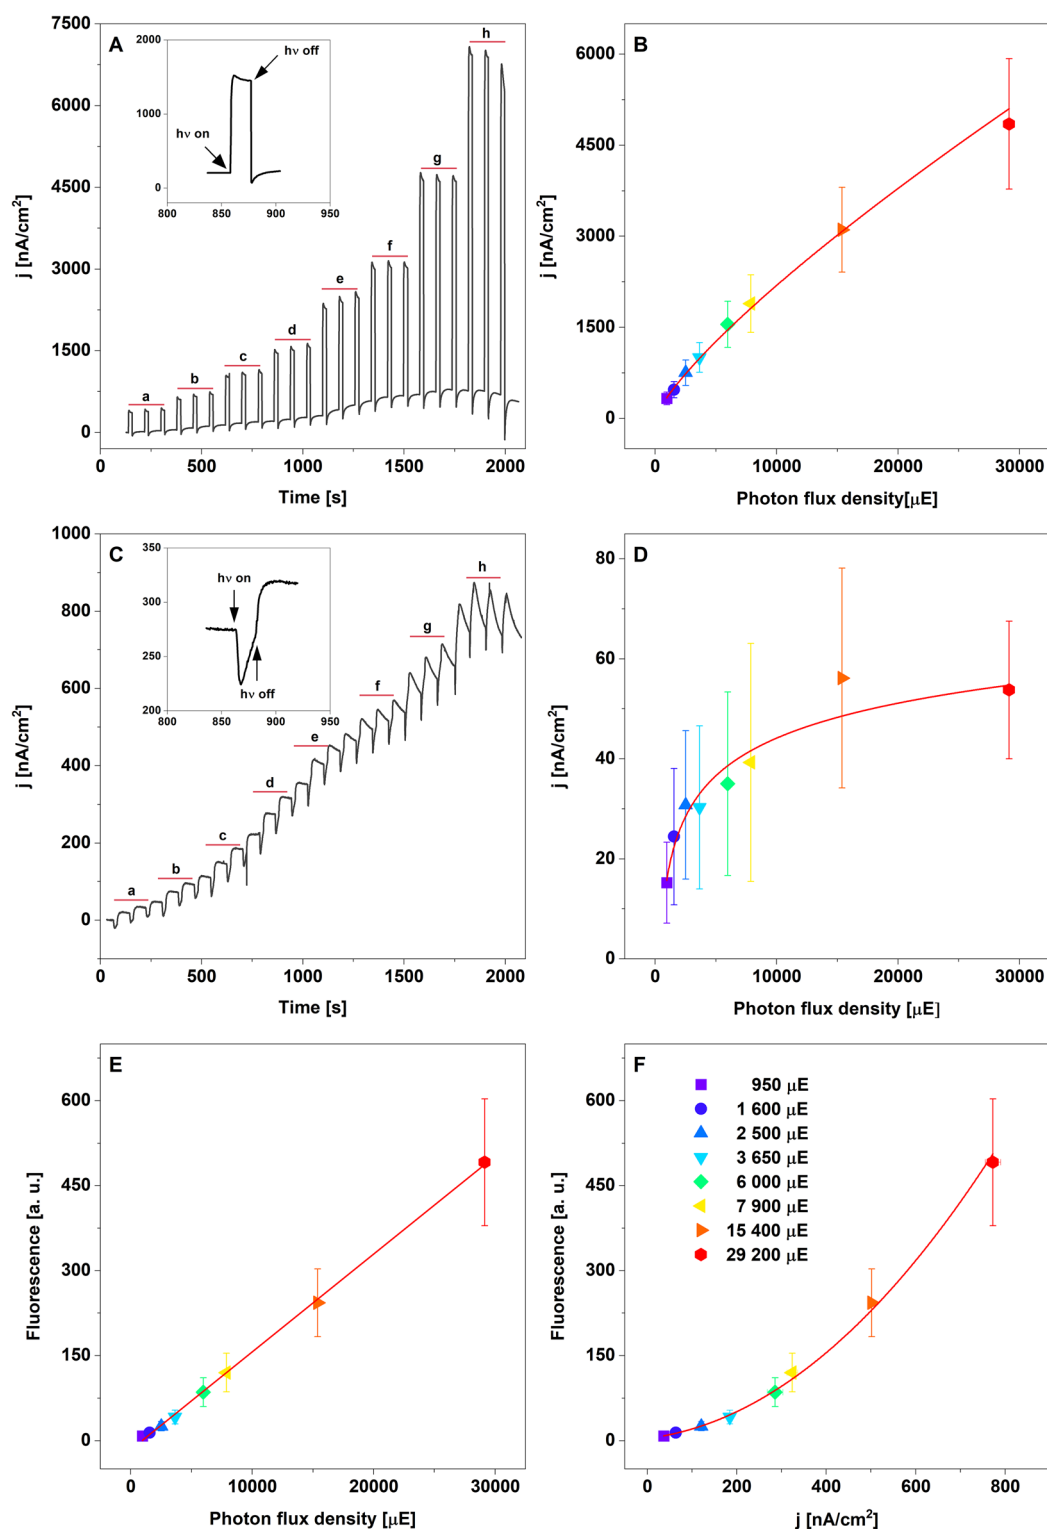 A
7500
6000
4500
3000
1500
0
j [nA/cm²]
0 500 1000 1500 2000
Time [s]
a
b
c
d
e
f
g
h
2000
1000
0
800 850 900 950
hν on
hν off
B
6000
4500
3000
1500
0
j [nA/cm²]
0 10000 20000 30000
Photon flux density[μE]
C
1000
800
600
400
200
0
j [nA/cm²]
0 500 1000 1500 2000
Time [s]
a
b
c
d
e
f
g
h
350
300
250
200
800 850 900 950
hν on
hν off
D
80
60
40
20
0
j [nA/cm²]
0 10000 20000 30000
Photon flux density [μE]
E
600
450
300
150
0
Fluorescence [a. u.]
0 10000 20000 30000
Photon flux density [μE]
F
600
450
300
150
0
Fluorescence [a. u.]
950 μE
1 600 μE
2 500 μE
3 650 μE
6 000 μE
7 900 μE
15 400 μE
29 200 μE
0 200 400 600 800
j [nA/cm²]